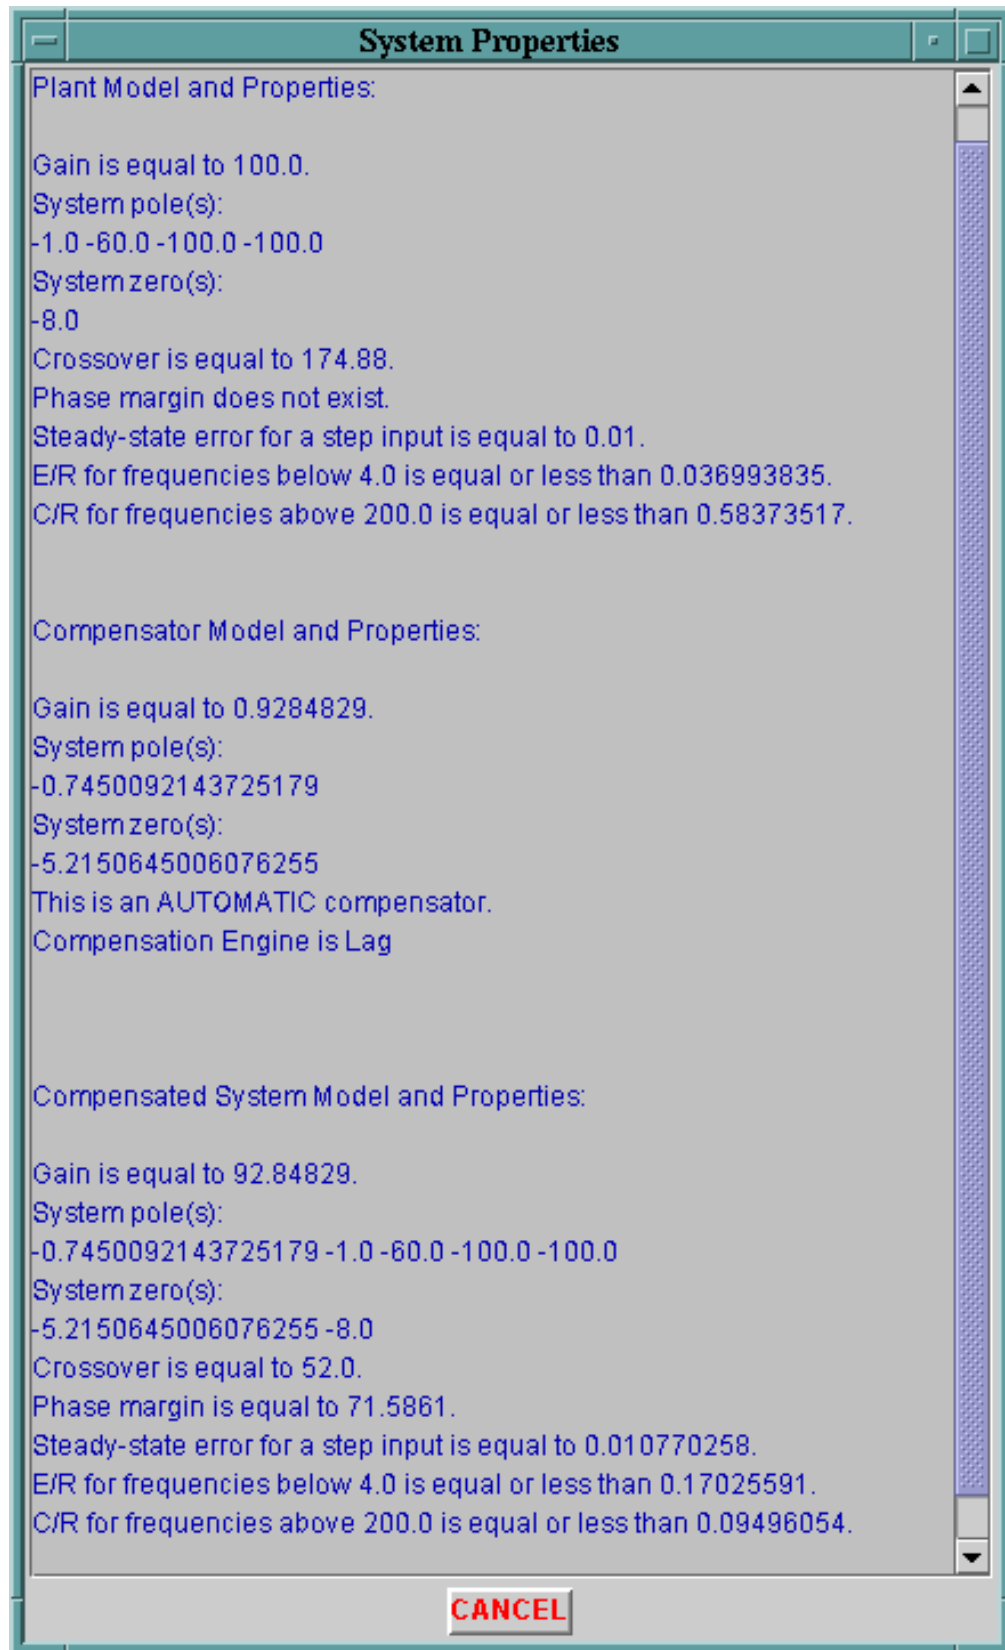 System Properties
Plant Model and Properties:
Gain is equal to 100.0.
System pole(s):
-1.0 -60.0 -100.0 -100.0
System zero(s):
-8.0
Crossover is equal to 174.88.
Phase margin does not exist.
Steady-state error for a step input is equal to 0.01.
E/R for frequencies below 4.0 is equal or less than 0.036993835.
C/R for frequencies above 200.0 is equal or less than 0.58373517.
Compensator Model and Properties:
Gain is equal to 0.9284829.
System pole(s):
-0.7450092143725179
System zero(s):
-5.2150645006076255
This is an AUTOMATIC compensator.
Compensation Engine is Lag
Compensated System Model and Properties:
Gain is equal to 92.84829.
System pole(s):
-0.7450092143725179 -1.0 -60.0 -100.0 -100.0
System zero(s):
-5.2150645006076255 -8.0
Crossover is equal to 52.0.
Phase margin is equal to 71.5861.
Steady-state error for a step input is equal to 0.010770258.
E/R for frequencies below 4.0 is equal or less than 0.17025591.
C/R for frequencies above 200.0 is equal or less than 0.09496054.
CANCEL